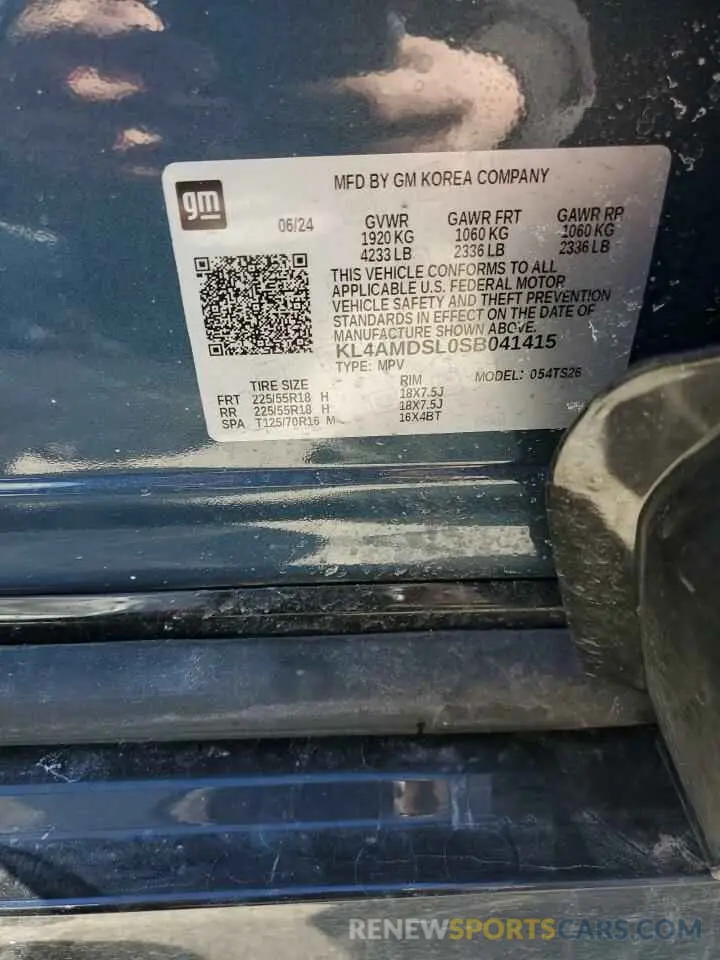 gm
MFD BY GM KOREA COMPANY
06/24
GVWR GAWR FRT GAWR RR
1920 KG 1060 KG 1060 KG
4233 LB 2336 LB 2336 LB
THIS VEHICLE CONFORMS TO ALL
APPLICABLE U.S. FEDERAL MOTOR
VEHICLE SAFETY AND THEFT PREVENTION
STANDARDS IN EFFECT ON THE DATE OF
MANUFACTURE SHOWN ABOVE.
KL4AMDSL0SB041415
TYPE: MPV MODEL: 054TS26
TIRE SIZE RIM
FRT 225/55R18 H 18X7.5J
RR 225/55R18 H 18X7.5J
SPA T125/70R16 M 16X4BT
RENEWSPORTSCARS.COM